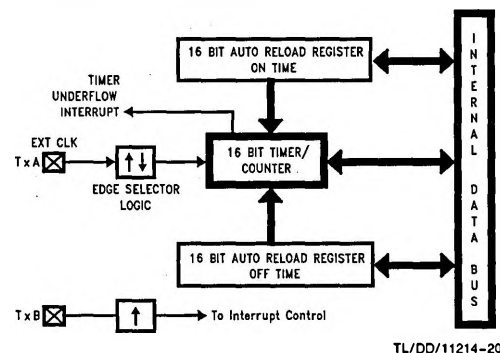 16 BIT AUTO RELOAD REGISTER
ON TIME
TIMER
UNDERFLOW
INTERRUPT
EXT CLK
TxA
↑↓
EDGE SELECTOR
LOGIC
16 BIT TIMER/
COUNTER
16 BIT AUTO RELOAD REGISTER
OFF TIME
TxB
↑
To Interrupt Control
INTERNAL DATA BUS
TL/DD/11214-20